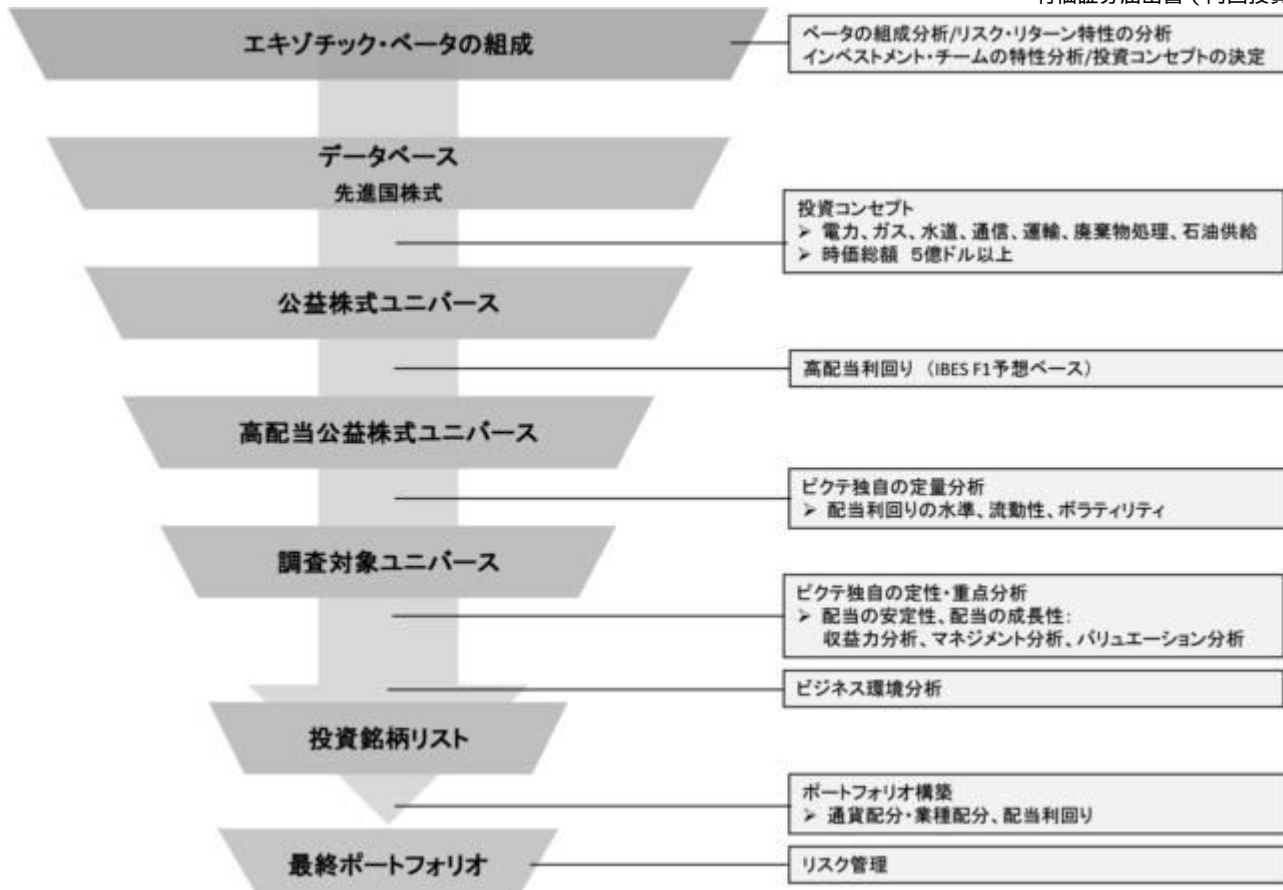 エキゾチック・ベータの組成
ベータの組成分析/リスク・リターン特性の分析
インベストメント・チームの特性分析/投資コンセプトの決定
データベース
先進国株式
投資コンセプト
➢ 電力、ガス、水道、通信、運輸、廃棄物処理、石油供給
➢ 時価総額 5億ドル以上
公益株式ユニバース
高配当利回り （IBES F1予想ベース）
高配当公益株式ユニバース
ピクテ独自の定量分析
➢ 配当利回りの水準、流動性、ボラティリティ
調査対象ユニバース
ピクテ独自の定性・重点分析
➢ 配当の安定性、配当の成長性：
収益力分析、マネジメント分析、バリュエーション分析
ビジネス環境分析
投資銘柄リスト
ポートフォリオ構築
➢ 通貨配分・業種配分、配当利回り
最終ポートフォリオ
リスク管理